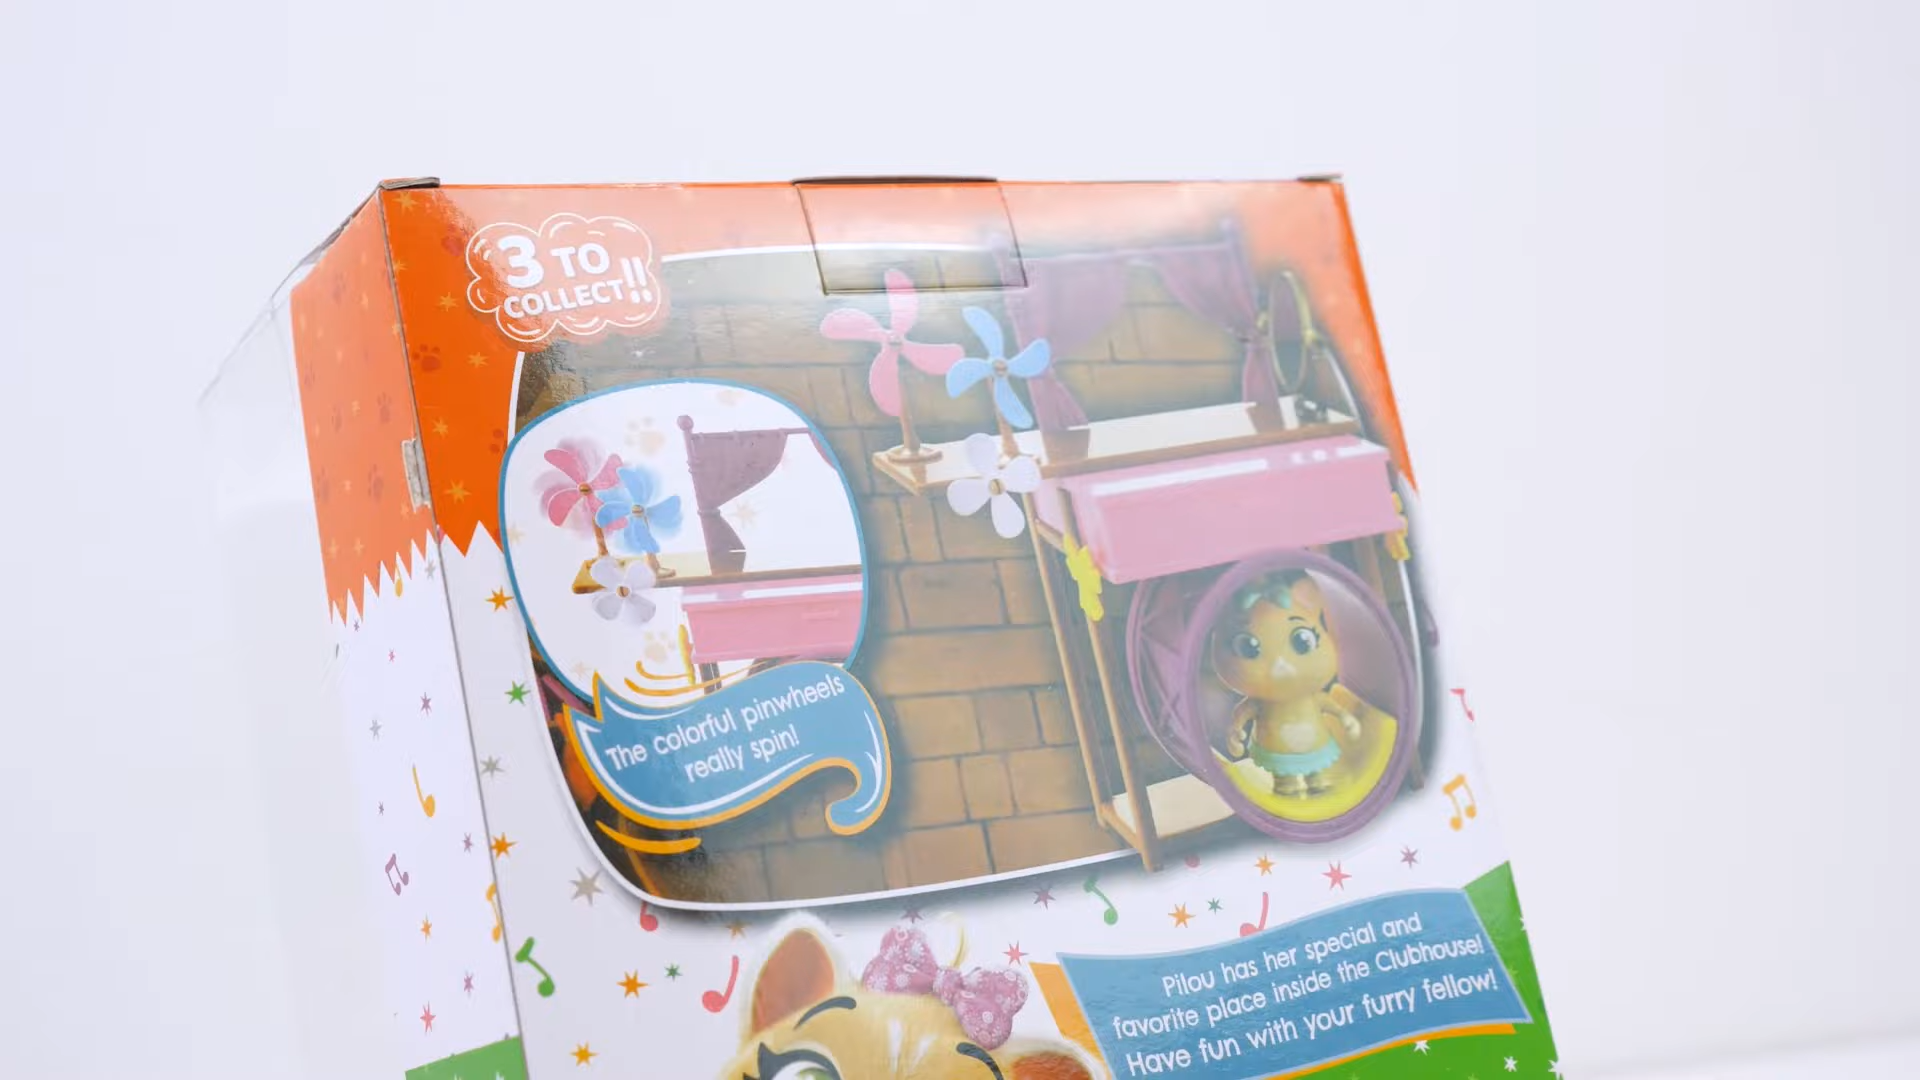 3 TO
COLLECT!!
The colorful pinwheels
really spin!
Pilou has her special and
favorite place inside the Clubhouse!
Have fun with your furry fellow!